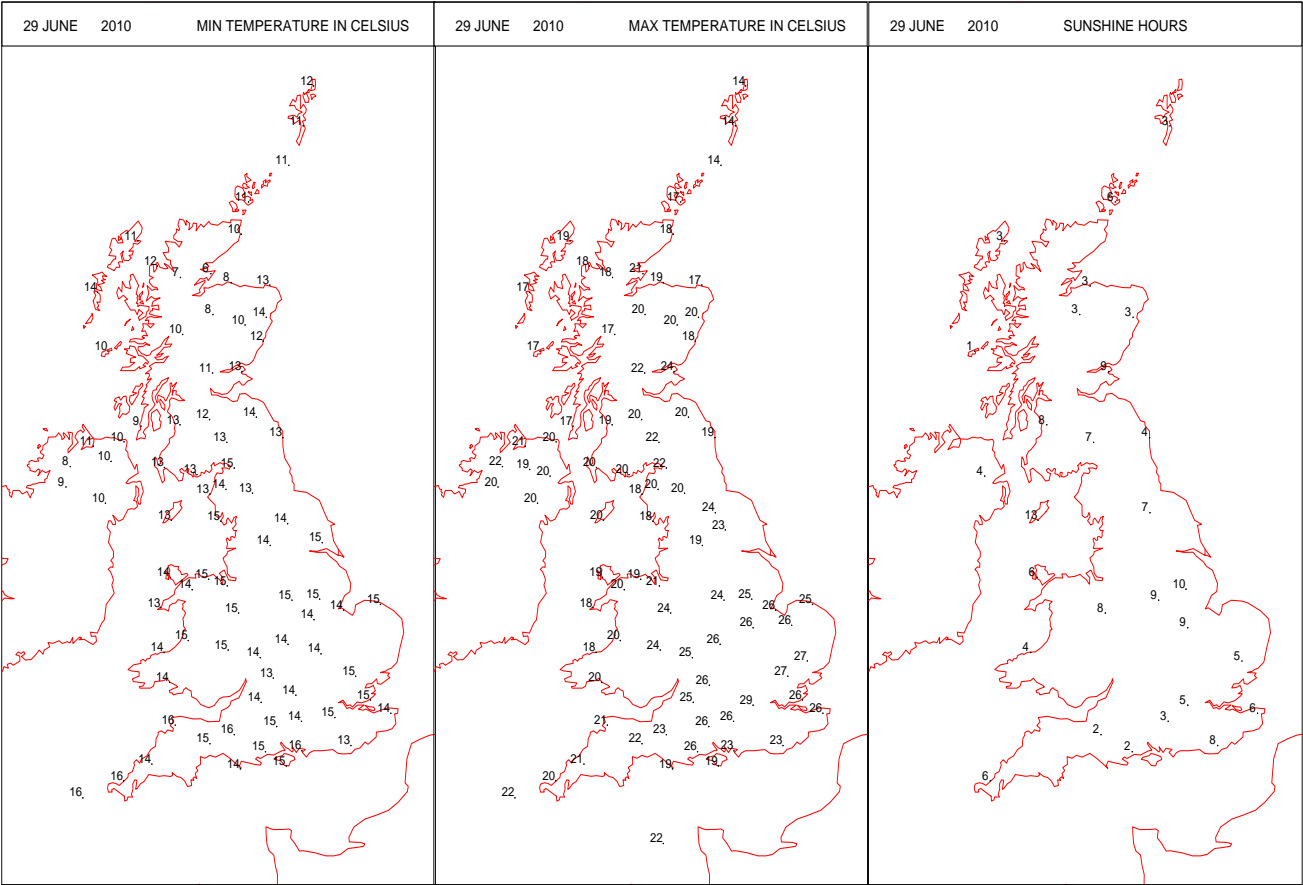 29 JUNE 2010 MIN TEMPERATURE IN CELSIUS 29 JUNE 2010 MAX TEMPERATURE IN CELSIUS 29 JUNE 2010 SUNSHINE HOURS
12. 14.
11. 14. 3.
11. 14.
11. 17. 6.
10. 18.
11. 19. 3.
12. 18.
7. 6. 18. 21.
8. 13. 19. 17. 3.
14. 17.
8. 14. 20. 20. 3. 3.
10. 20.
10. 12. 17. 18.
10. 17. 1.
11. 13. 22. 24. 9.
12. 14. 20. 20.
9. 13. 17. 19. 8.
13. 19. 4.
11. 10. 13. 21. 20. 22. 7.
10.
8. 13. 15. 22. 19. 20. 22.
13. 20. 20. 4.
9. 14. 20. 20.
13. 13. 18. 20.
10. 20.
13. 15. 14. 20. 18. 24. 7. 13.
23.
14. 15. 19.
14. 15. 19. 19. 6.
14. 15. 20. 21. 10.
15. 15. 15. 24. 25. 25. 9.
13. 14. 18. 26.
15. 14. 24. 26. 26. 8. 9.
15. 14. 20. 26.
14. 15. 14. 18. 24. 4.
14. 25. 27. 5.
14. 13. 15. 20. 26. 27.
14. 14. 15. 25. 29. 26. 5.
14. 26. 6.
16. 15. 14. 15. 21. 26. 26. 3.
16. 23. 2.
15. 15. 16. 13. 22. 26. 23. 23. 2. 8.
14. 14. 15. 21. 19. 19.
16. 20. 6.
16. 22.
22.